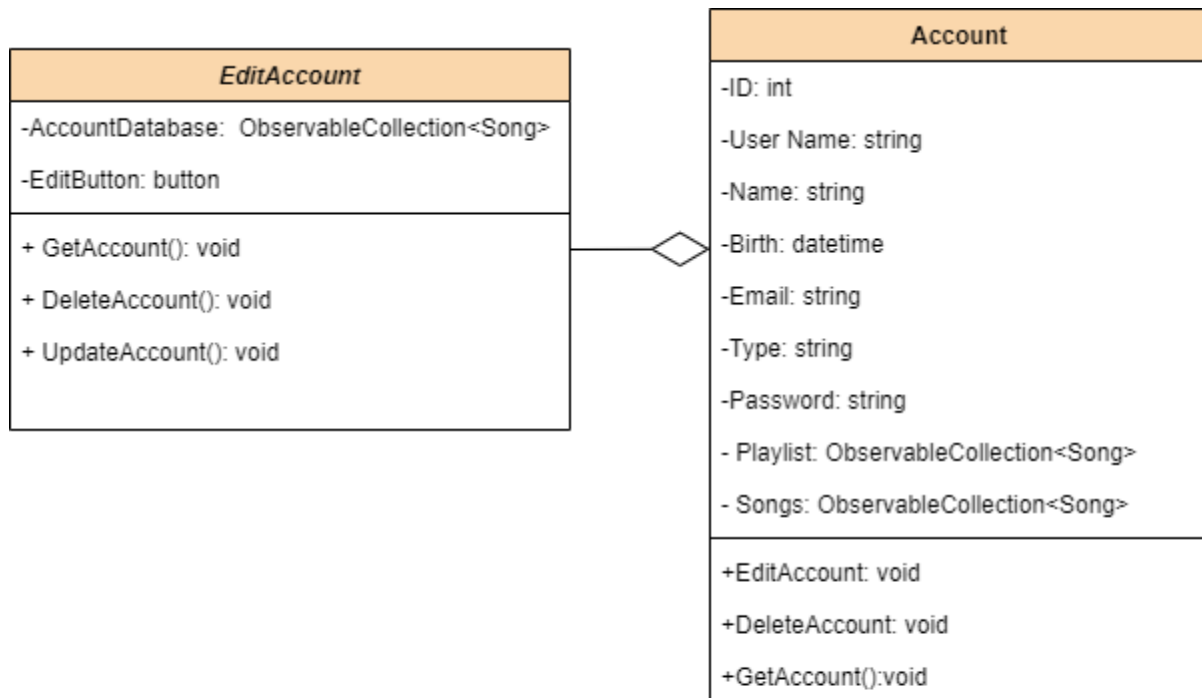 EditAccount
-AccountDatabase:  ObservableCollection<Song>
-EditButton: button
+ GetAccount(): void
+ DeleteAccount(): void
+ UpdateAccount(): void
Account
-ID: int
-User Name: string
-Name: string
-Birth: datetime
-Email: string
-Type: string
-Password: string
- Playlist: ObservableCollection<Song>
- Songs: ObservableCollection<Song>
+EditAccount: void
+DeleteAccount: void
+GetAccount():void